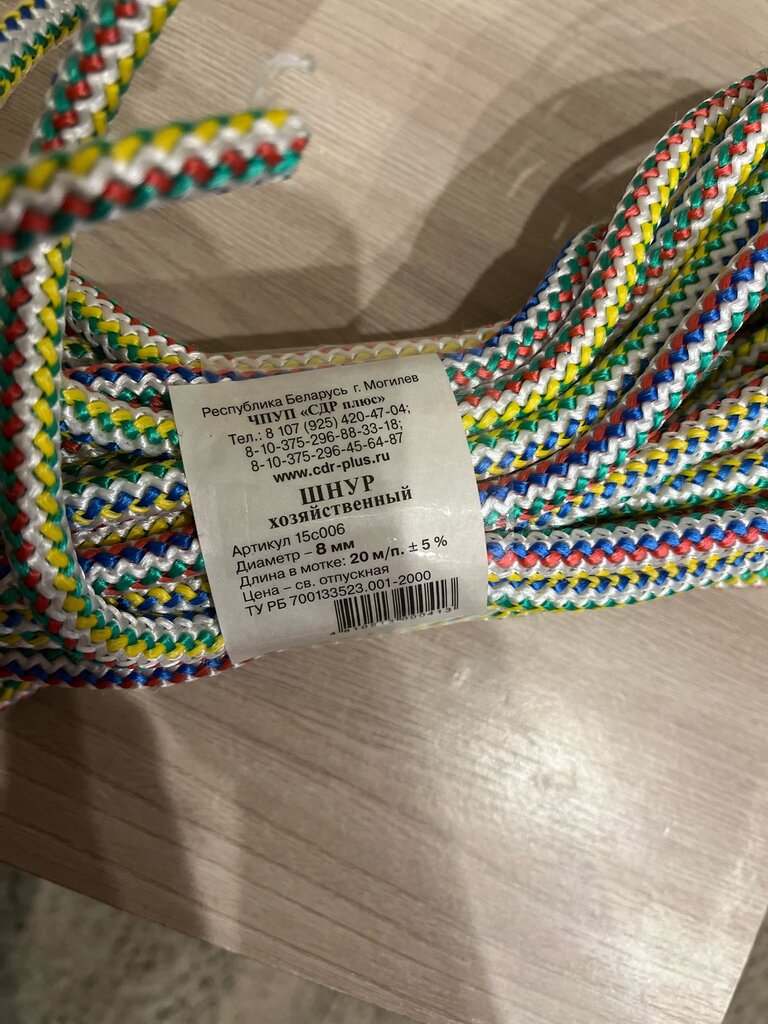 Республика Беларусь г. Могилев
ЧПУП «СДР плюс»
Тел.: 8 107 (925) 420-47-04;
8-10-375-296-88-33-18;
8-10-375-296-45-64-87
www.cdr-plus.ru
ШНУР
хозяйственный
Артикул 15с006
Диаметр – 8 мм
Длина в мотке: 20 м/п. ± 5 %
Цена – св. отпускная
ТУ РБ 700133523.001-2000